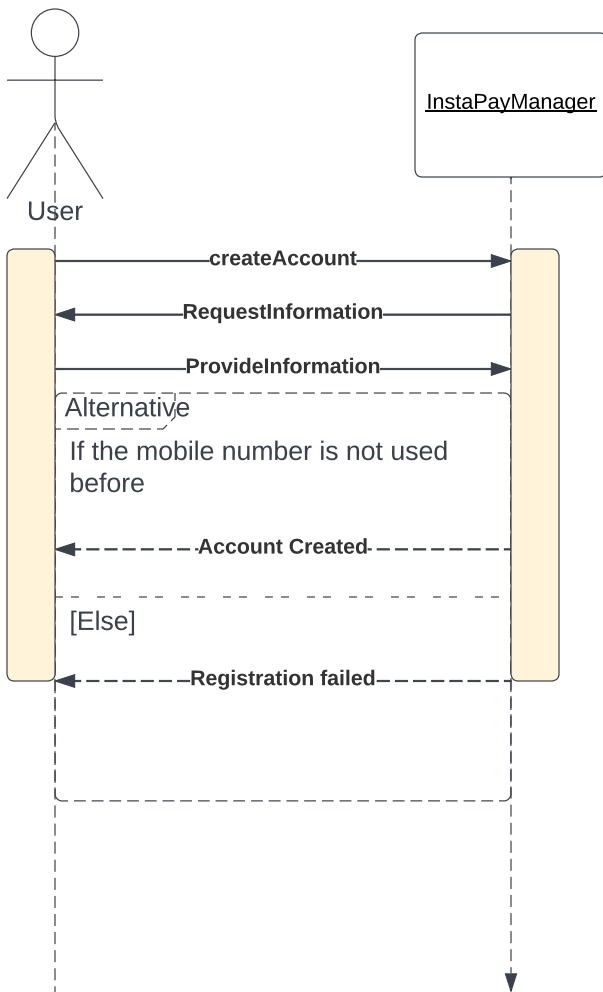 InstaPayManager
User
createAccount
RequestInformation
ProvideInformation
Alternative
If the mobile number is not used
before
Account Created
[Else]
Registration failed